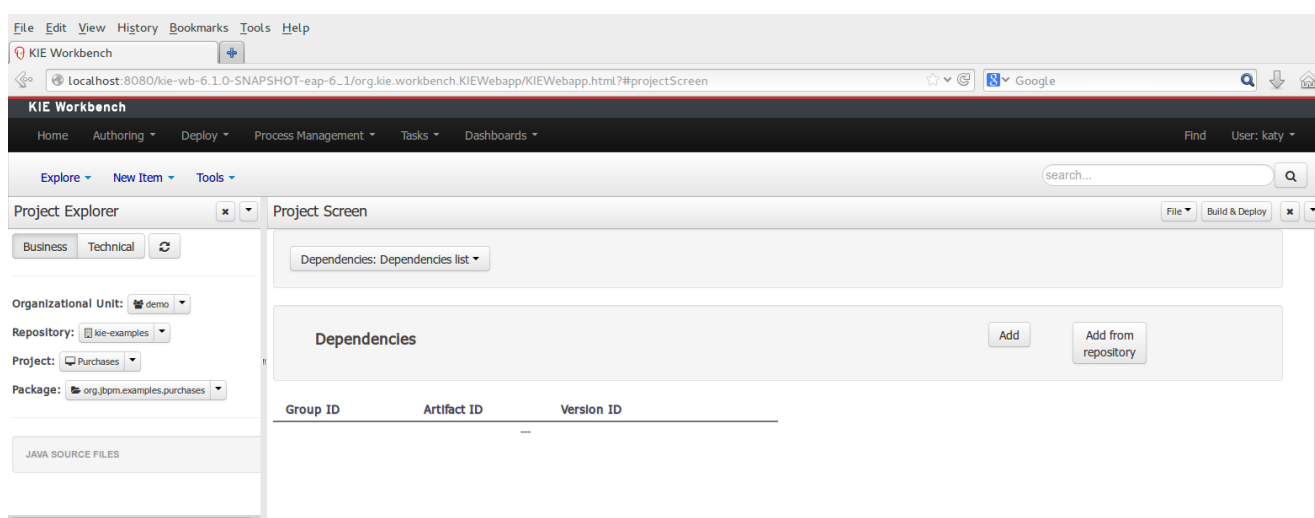 File Edit View History Bookmarks Tools Help
KIE Workbench
localhost:8080/kie-wb-6.1.0-SNAPSHOT-eap-6_1/org.kie.workbench.KIEWebapp/KIEWebapp.html?#projectScreen
8 Google
KIE Workbench
Home Authoring Deploy Process Management Tasks Dashboards Find User: katy
Explore New Item Tools search...
Project Explorer Project Screen File Build & Deploy
Business Technical
Dependencies: Dependencies list
Organizational Unit: demo
Repository: kie-examples
Dependencies Add Add from
repository
Project: Purchases
Package: org.jbpm.examples.purchases
Group ID Artifact ID Version ID
---
JAVA SOURCE FILES